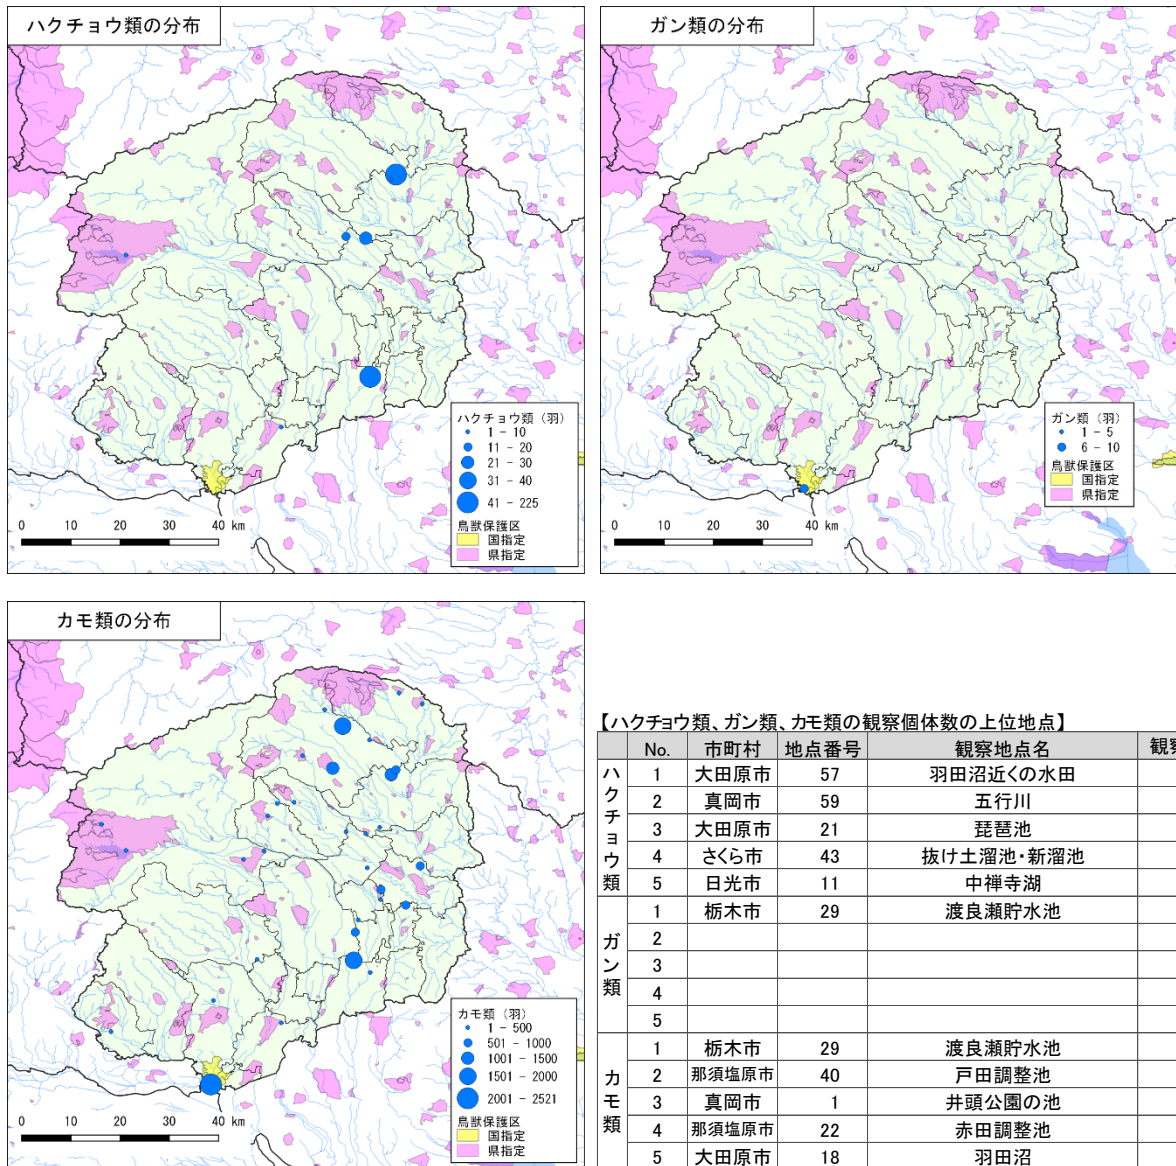 ハクチョウ類の分布
ハクチョウ類（羽）
1 - 10
11 - 20
21 - 30
31 - 40
41 - 225
鳥獣保護区
国指定
県指定
0 10 20 30 40 km
ガン類の分布
ガン類（羽）
1 - 5
6 - 10
鳥獣保護区
国指定
県指定
0 10 20 30 40 km
カモ類の分布
カモ類（羽）
1 - 500
501 - 1000
1001 - 1500
1501 - 2000
2001 - 2521
鳥獣保護区
国指定
県指定
0 10 20 30 40 km
【ハクチョウ類、ガン類、カモ類の観察個体数の上位地点】
No. 市町村 地点番号 観察地点名 観察
ハクチョウ類
1 大田原市 57 羽田沼近くの水田
2 真岡市 59 五行川
3 大田原市 21 琵琶池
4 さくら市 43 抜け土溜池・新溜池
5 日光市 11 中禅寺湖
ガン類
1 栃木市 29 渡良瀬貯水池
2
3
4
5
カモ類
1 栃木市 29 渡良瀬貯水池
2 那須塩原市 40 戸田調整池
3 真岡市 1 井頭公園の池
4 那須塩原市 22 赤田調整池
5 大田原市 18 羽田沼